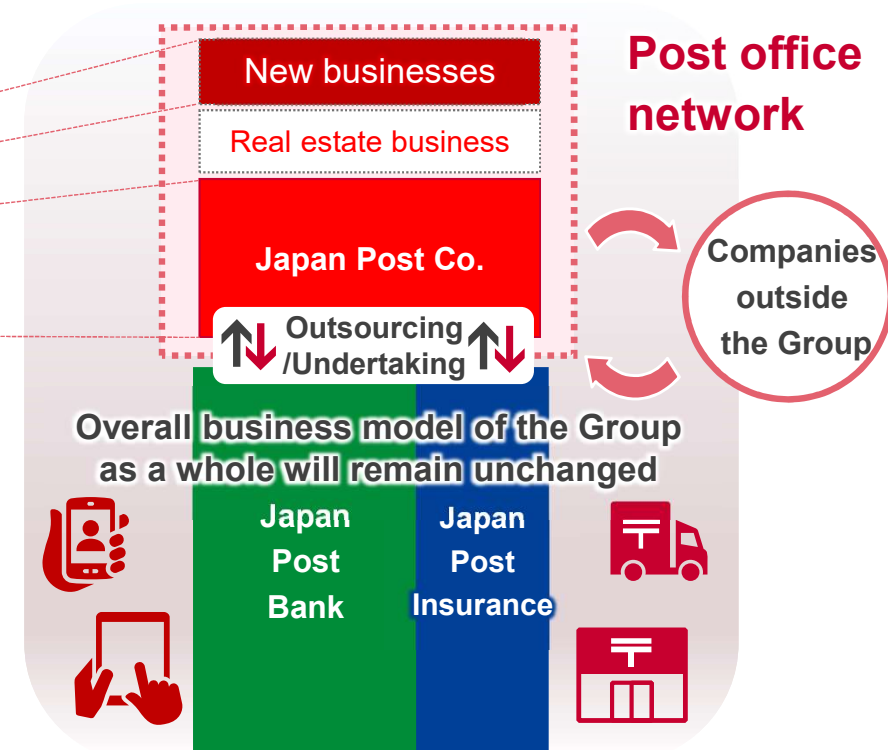 Post office
network
New businesses
Real estate business
Japan Post Co.
Companies
outside
the Group
Outsourcing
/Undertaking
Overall business model of the Group
as a whole will remain unchanged
Japan
Post
Bank
Japan
Post
Insurance
〒
〒